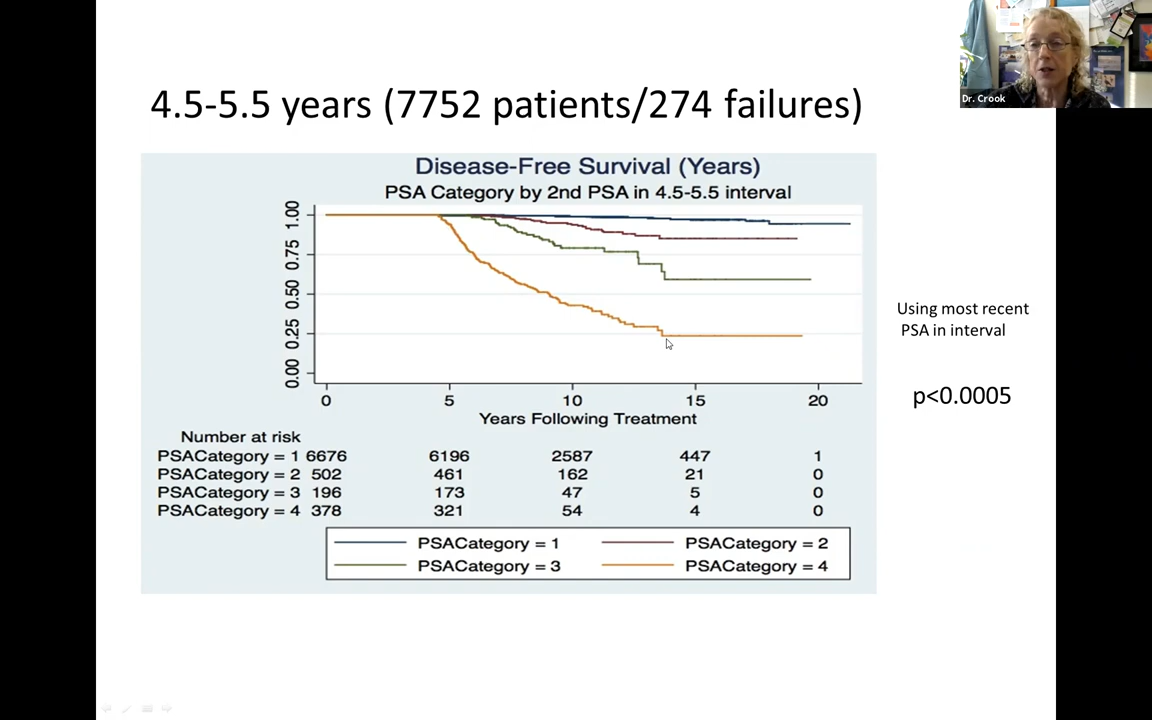 4.5-5.5 years (7752 patients/274 failures)
Dr. Crook
Disease-Free Survival (Years)
PSA Category by 2nd PSA in 4.5-5.5 interval
1.00
0.75
0.50
0.25
0.00
0 5 10 15 20
Years Following Treatment
Using most recent
PSA in interval
p<0.0005
Number at risk
PSACategory = 1 6676 6196 2587 447 1
PSACategory = 2 502 461 162 21 0
PSACategory = 3 196 173 47 5 0
PSACategory = 4 378 321 54 4 0
PSACategory = 1 PSACategory = 2
PSACategory = 3 PSACategory = 4